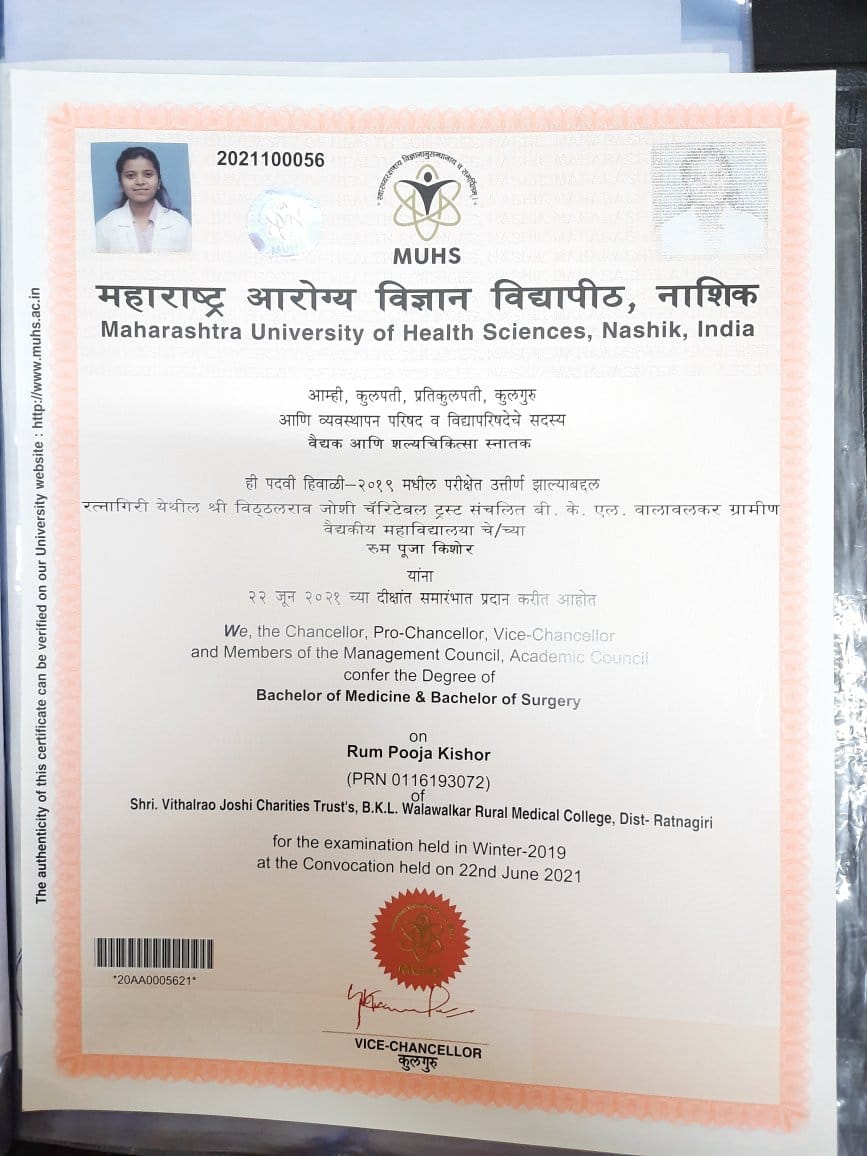 2021100056
MUHS
महाराष्ट्र आरोग्य विज्ञान विद्यापीठ, नाशिक
Maharashtra University of Health Sciences, Nashik, India
आम्ही, कुलपती, प्रतिकुलपती, कुलगुरु
आणि व्यवस्थापन परिषद व विद्यापरिषदेचे सदस्य
वैद्यक आणि शल्यचिकित्सा स्नातक
ही पदवी हिवाळी-२०१९ मधील परीक्षेत उत्तीर्ण झाल्याबद्दल
रत्नागिरी येथील श्री विठ्ठलराव जोशी चॅरिटेबल ट्रस्ट संचलित बी. के. एल. वालावलकर ग्रामीण
वैद्यकीय महाविद्यालया चे/च्या
रुम पूजा किशोर
यांना
२२ जून २०२१ च्या दीक्षांत समारंभात प्रदान करीत आहोत
We, the Chancellor, Pro-Chancellor, Vice-Chancellor
and Members of the Management Council, Academic Council
confer the Degree of
Bachelor of Medicine & Bachelor of Surgery
on
Rum Pooja Kishor
(PRN 0116193072)
of
Shri. Vithalrao Joshi Charities Trust's, B.K.L. Walawalkar Rural Medical College, Dist- Ratnagiri
for the examination held in Winter-2019
at the Convocation held on 22nd June 2021
*20AA0005621*
VICE-CHANCELLOR
कुलगुरु
The authenticity of this certificate can be verified on our University website : http://www.muhs.ac.in